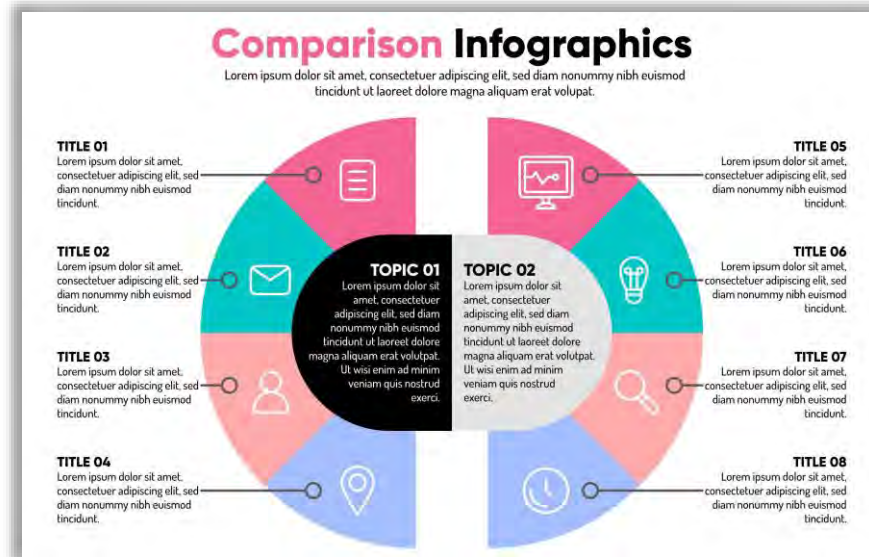 Comparison Infographics
Lorem ipsum dolor sit amet, consectetuer adipiscing elit, sed diam nonummy nibh euismod
tincidunt ut laoreet dolore magna aliquam erat volupat.
TITLE 01
Lorem ipsum dolor sit amet,
consectetuer adipiscing elit, sed
diam nonummy nibh euismod
tincidunt.
TITLE 02
Lorem ipsum dolor sit amet,
consectetuer adipiscing elit, sed
diam nonummy nibh euismod
tincidunt.
TITLE 03
Lorem ipsum dolor sit amet,
consectetuer adipiscing elit, sed
diam nonummy nibh euismod
tincidunt.
TITLE 04
Lorem ipsum dolor sit amet,
consectetuer adipiscing elit, sed
diam nonummy nibh euismod
tincidunt.
TOPIC 01
Lorem ipsum dolor sit
amet, consectetuer
adipiscing elit, sed diam
nonummy nibh euismod
tincidunt ut laoreet dolore
magna aliquam erat volutpat.
Ut wisi enim ad minim
veniam quis nostrud
exerci.
TOPIC 02
Lorem ipsum dolor sit
amet, consectetuer
adipiscing elit, sed diam
nonummy nibh euismod
tincidunt ut laoreet dolore
magna aliquam erat volutpat.
Ut wisi enim ad minim
veniam quis nostrud
exerci.
TITLE 05
Lorem ipsum dolor sit amet,
consectetuer adipiscing elit, sed
diam nonummy nibh euismod
tincidunt.
TITLE 06
Lorem ipsum dolor sit amet,
consectetuer adipiscing elit, sed
diam nonummy nibh euismod
tincidunt.
TITLE 07
Lorem ipsum dolor sit amet,
consectetuer adipiscing elit, sed
diam nonummy nibh euismod
tincidunt.
TITLE 08
Lorem ipsum dolor sit amet,
consectetuer adipiscing elit, sed
diam nonummy nibh euismod
tincidunt.